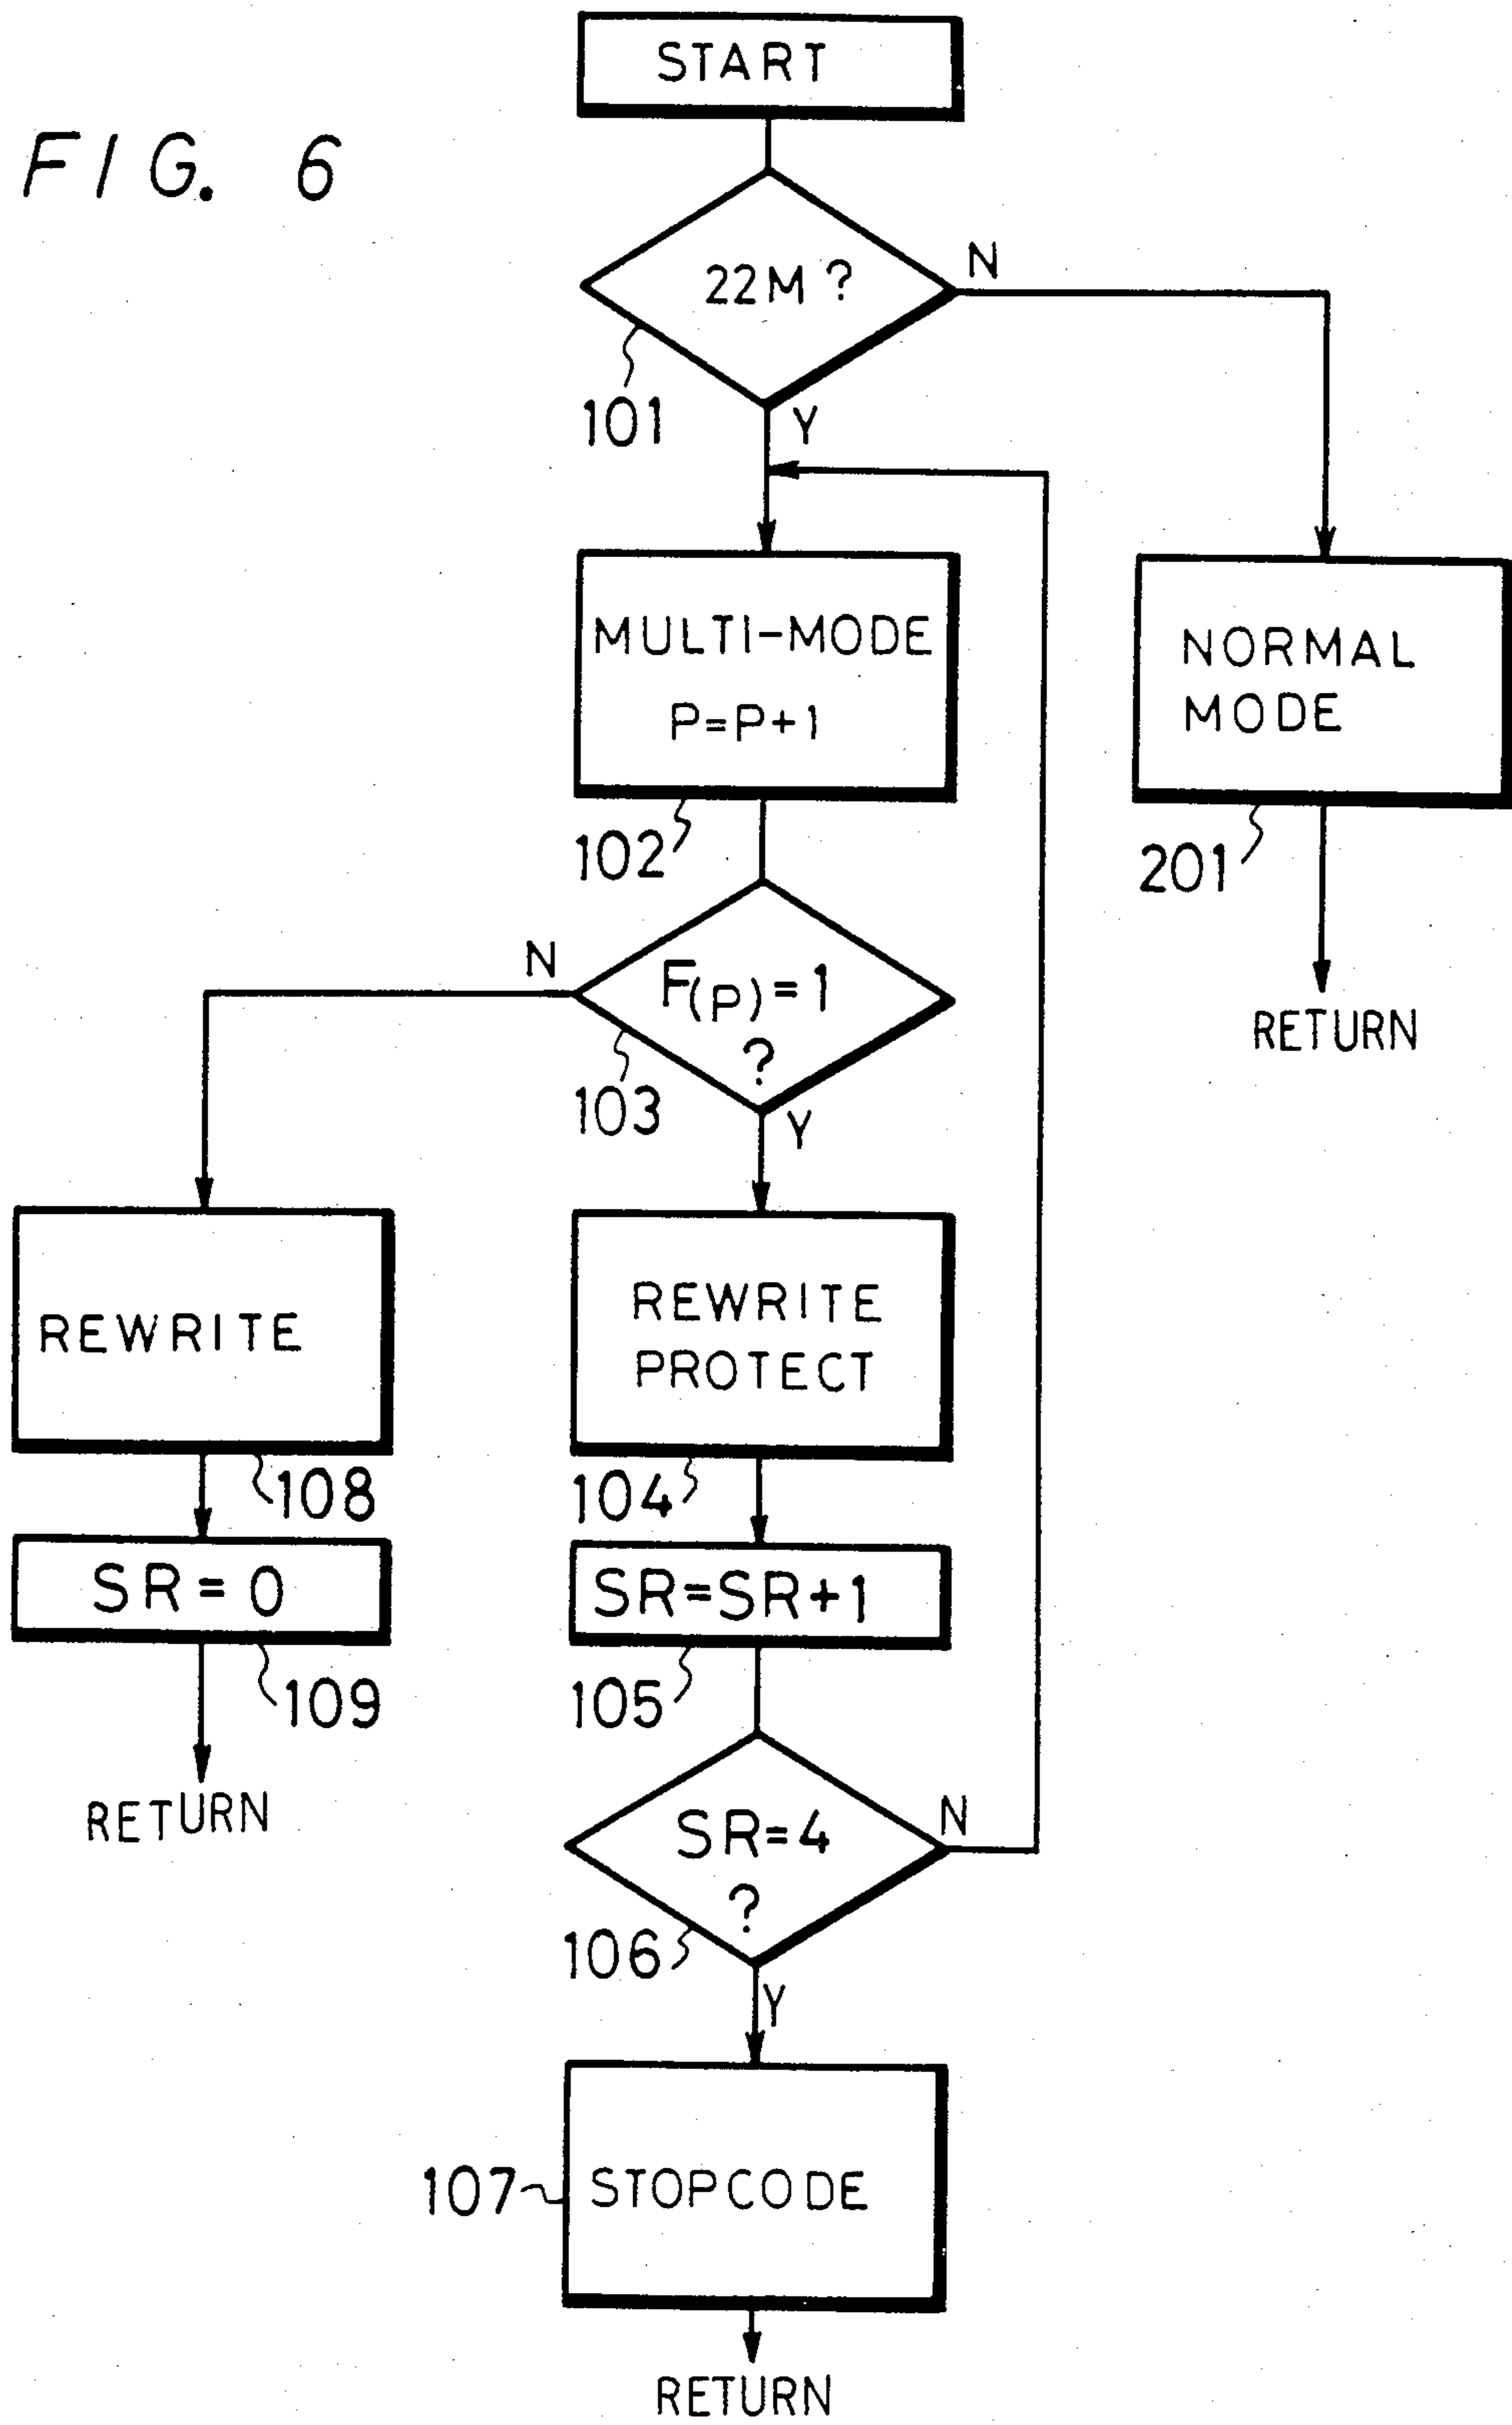 FIG. 6
START
22M ?
N
101
Y
MULTI-MODE
P=P+1
NORMAL
MODE
102
201
N
F(P)=1
?
RETURN
103
Y
REWRITE
REWRITE
PROTECT
108
104
SR=0
SR=SR+1
109
105
RETURN
SR=4
?
N
106
Y
107
STOPCODE
RETURN